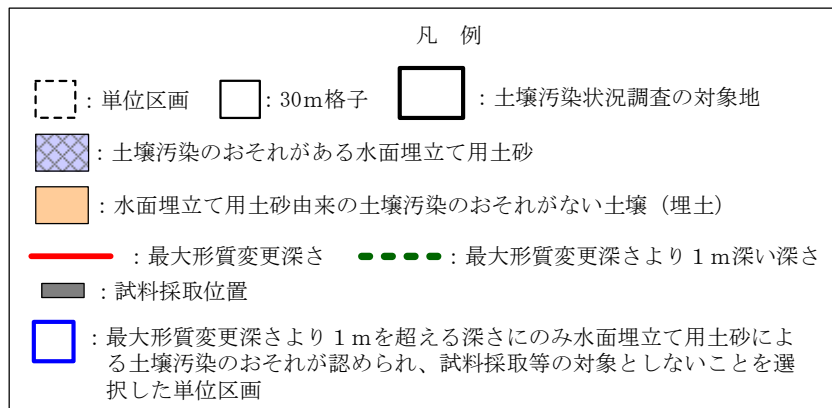 凡 例
：単位区画 ：30m格子 ：土壌汚染状況調査の対象地
：土壌汚染のおそれがある水面埋立て用土砂
：水面埋立て用土砂由来の土壌汚染のおそれがない土壌（埋土）
：最大形質変更深さ ：最大形質変更深さより１ｍ深い深さ
：試料採取位置
：最大形質変更深さより１ｍを超える深さにのみ水面埋立て用土砂によ
る土壌汚染のおそれが認められ、試料採取等の対象としないことを選
択した単位区画